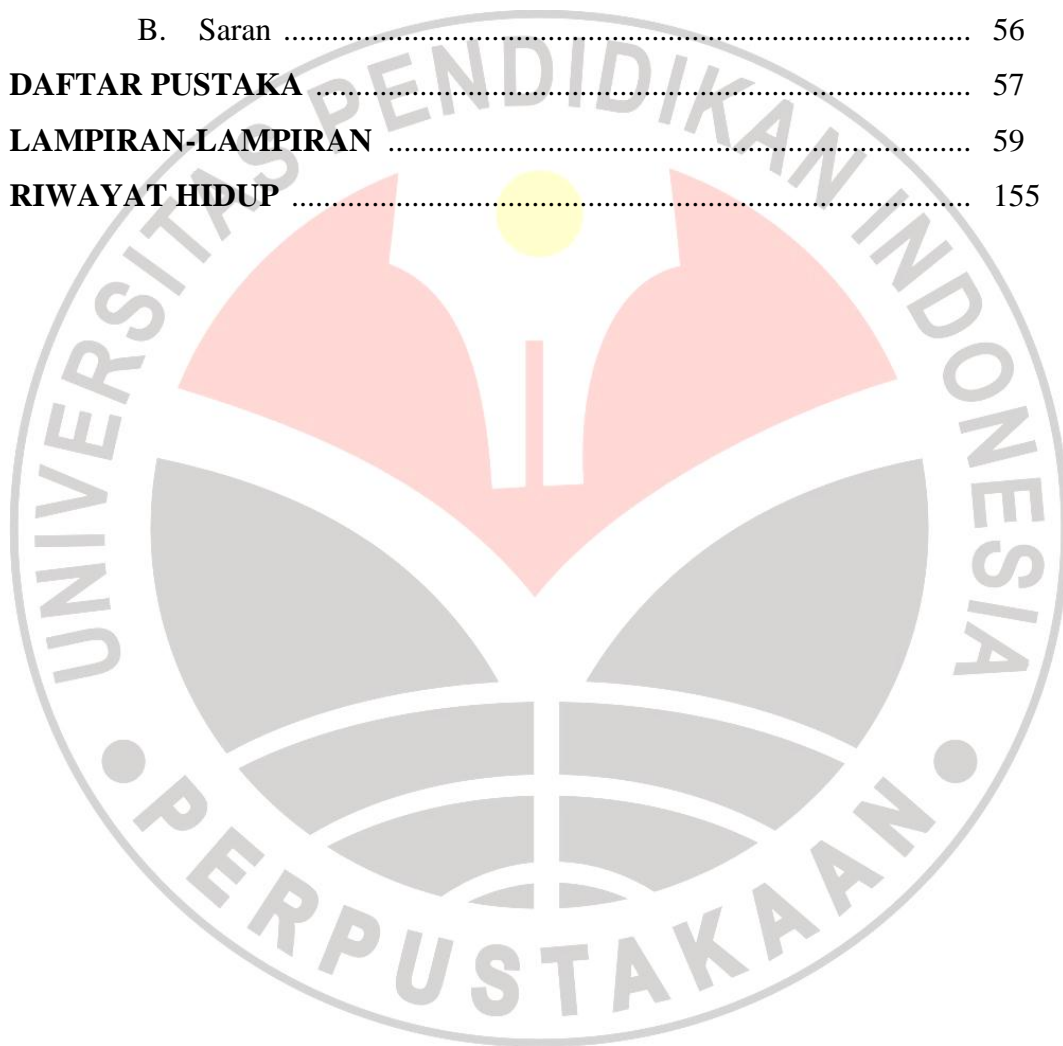 B. Saran ........................................................................................ 56
DAFTAR PUSTAKA .................................................................................... 57
LAMPIRAN-LAMPIRAN ........................................................................... 59
RIWAYAT HIDUP ....................................................................................... 155
UNIVERSITAS PENDIDIKAN INDONESIA
PERPUSTAKAAN